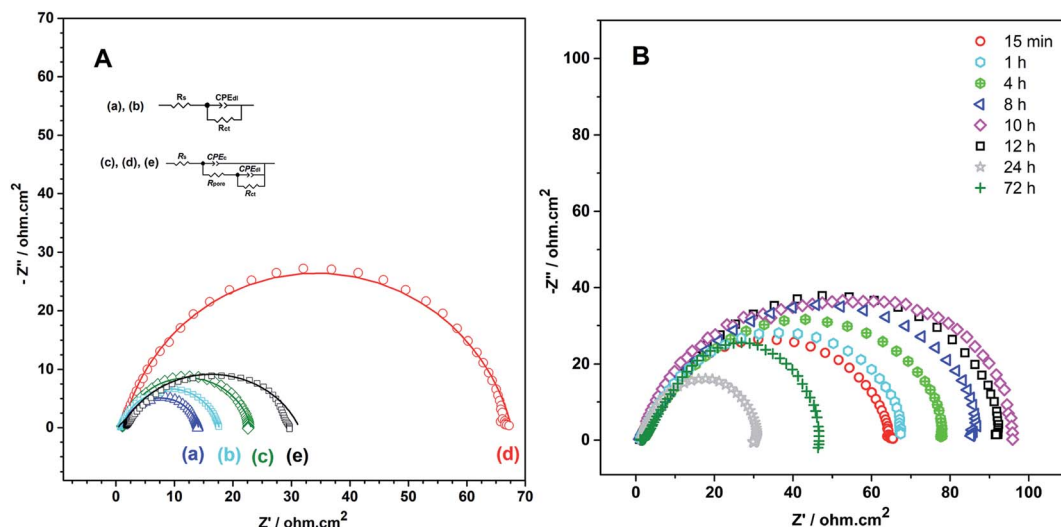 A
(a), (b)
Rs
CPEdl
Rct
(c), (d), (e)
Rs
CPEc
Rpore
CPEdl
Rct
70
60
50
40
30
20
10
0
- Z'' / ohm.cm2
(a)
(b)
(c)
(e)
(d)
0
10
20
30
40
50
60
70
Z' / ohm.cm2
B
15 min
1 h
4 h
8 h
10 h
12 h
24 h
72 h
100
80
60
40
20
0
-Z'' / ohm.cm2
0
20
40
60
80
100
Z' / ohm.cm2